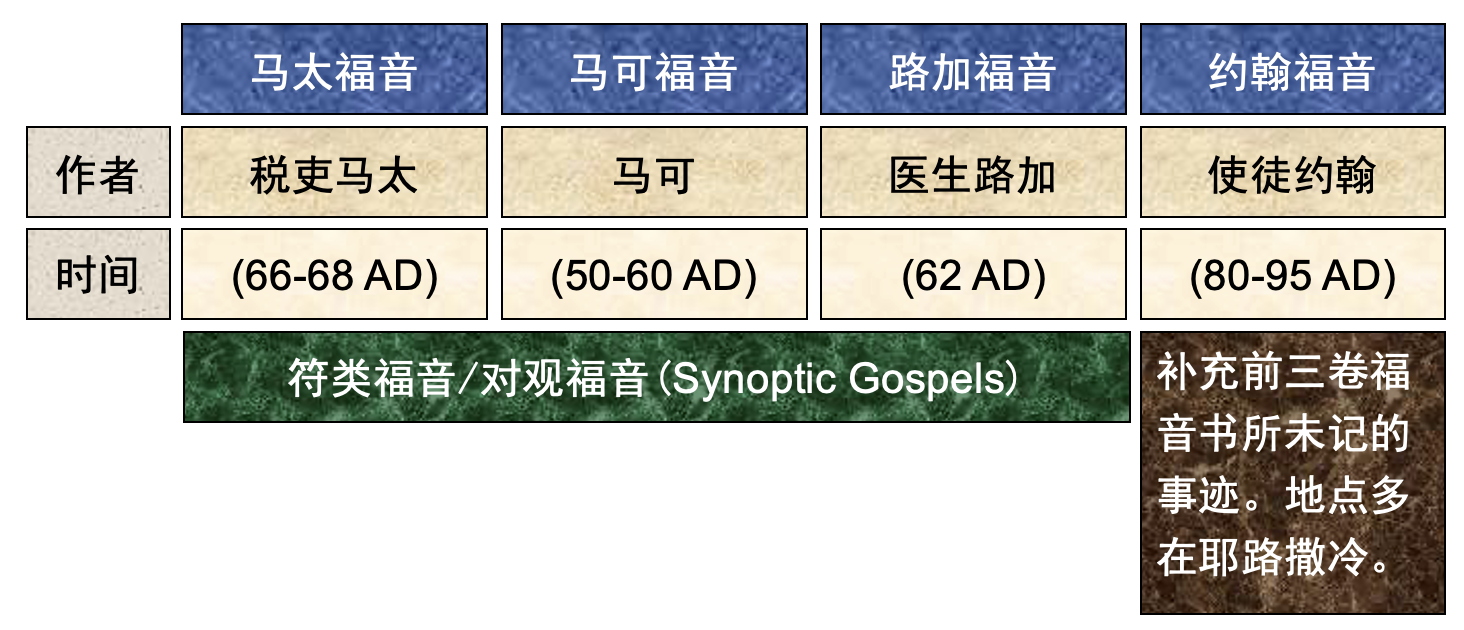 马太福音 马可福音 路加福音 约翰福音
作者 税吏马太 马可 医生路加 使徒约翰
时间 (66-68 AD) (50-60 AD) (62 AD) (80-95 AD)
符类福音/对观福音(Synoptic Gospels)
补充前三卷福
音书所未记的
事迹。地点多
在耶路撒冷。